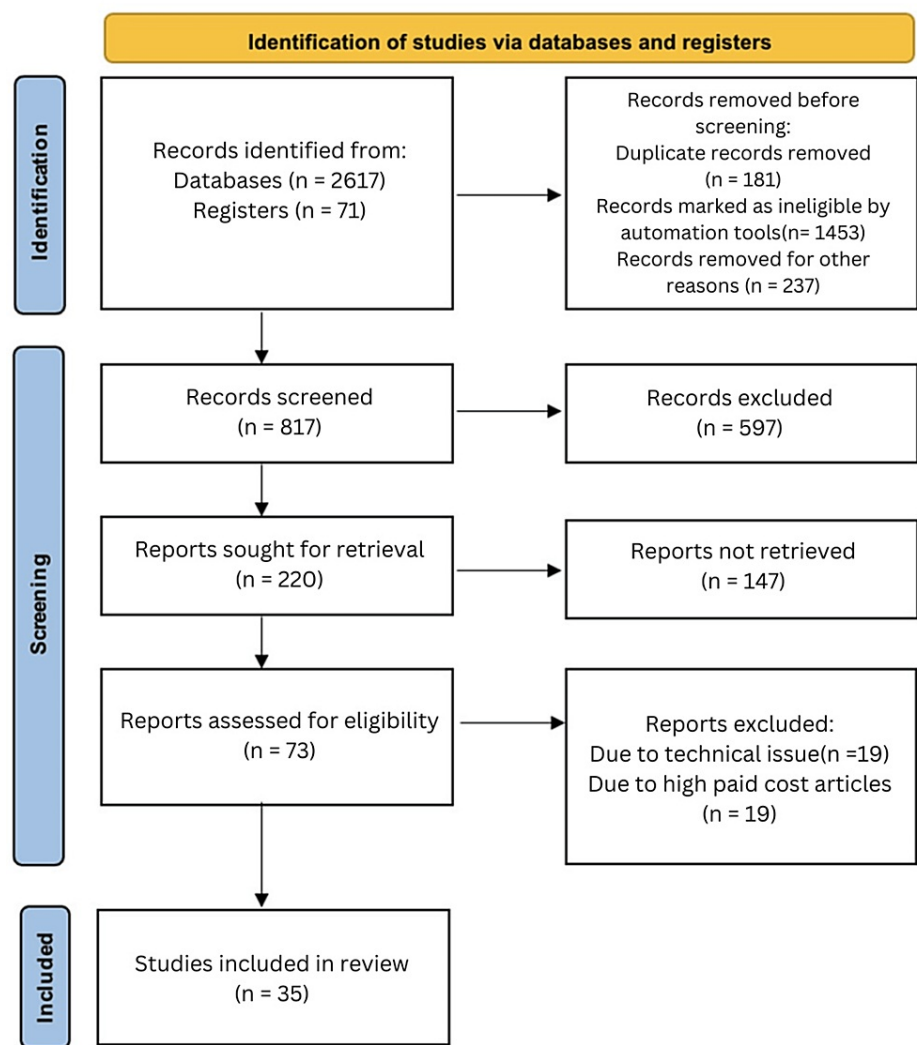 Identification of studies via databases and registers
Identification
Records identified from:
Databases (n = 2617)
Registers (n = 71)
Records removed before
screening:
Duplicate records removed
(n = 181)
Records marked as ineligible by
automation tools(n= 1453)
Records removed for other
reasons (n = 237)
Screening
Records screened
(n = 817)
Records excluded
(n = 597)
Reports sought for retrieval
(n = 220)
Reports not retrieved
(n = 147)
Reports assessed for eligibility
(n = 73)
Reports excluded:
Due to technical issue(n =19)
Due to high paid cost articles
(n = 19)
Included
Studies included in review
(n = 35)